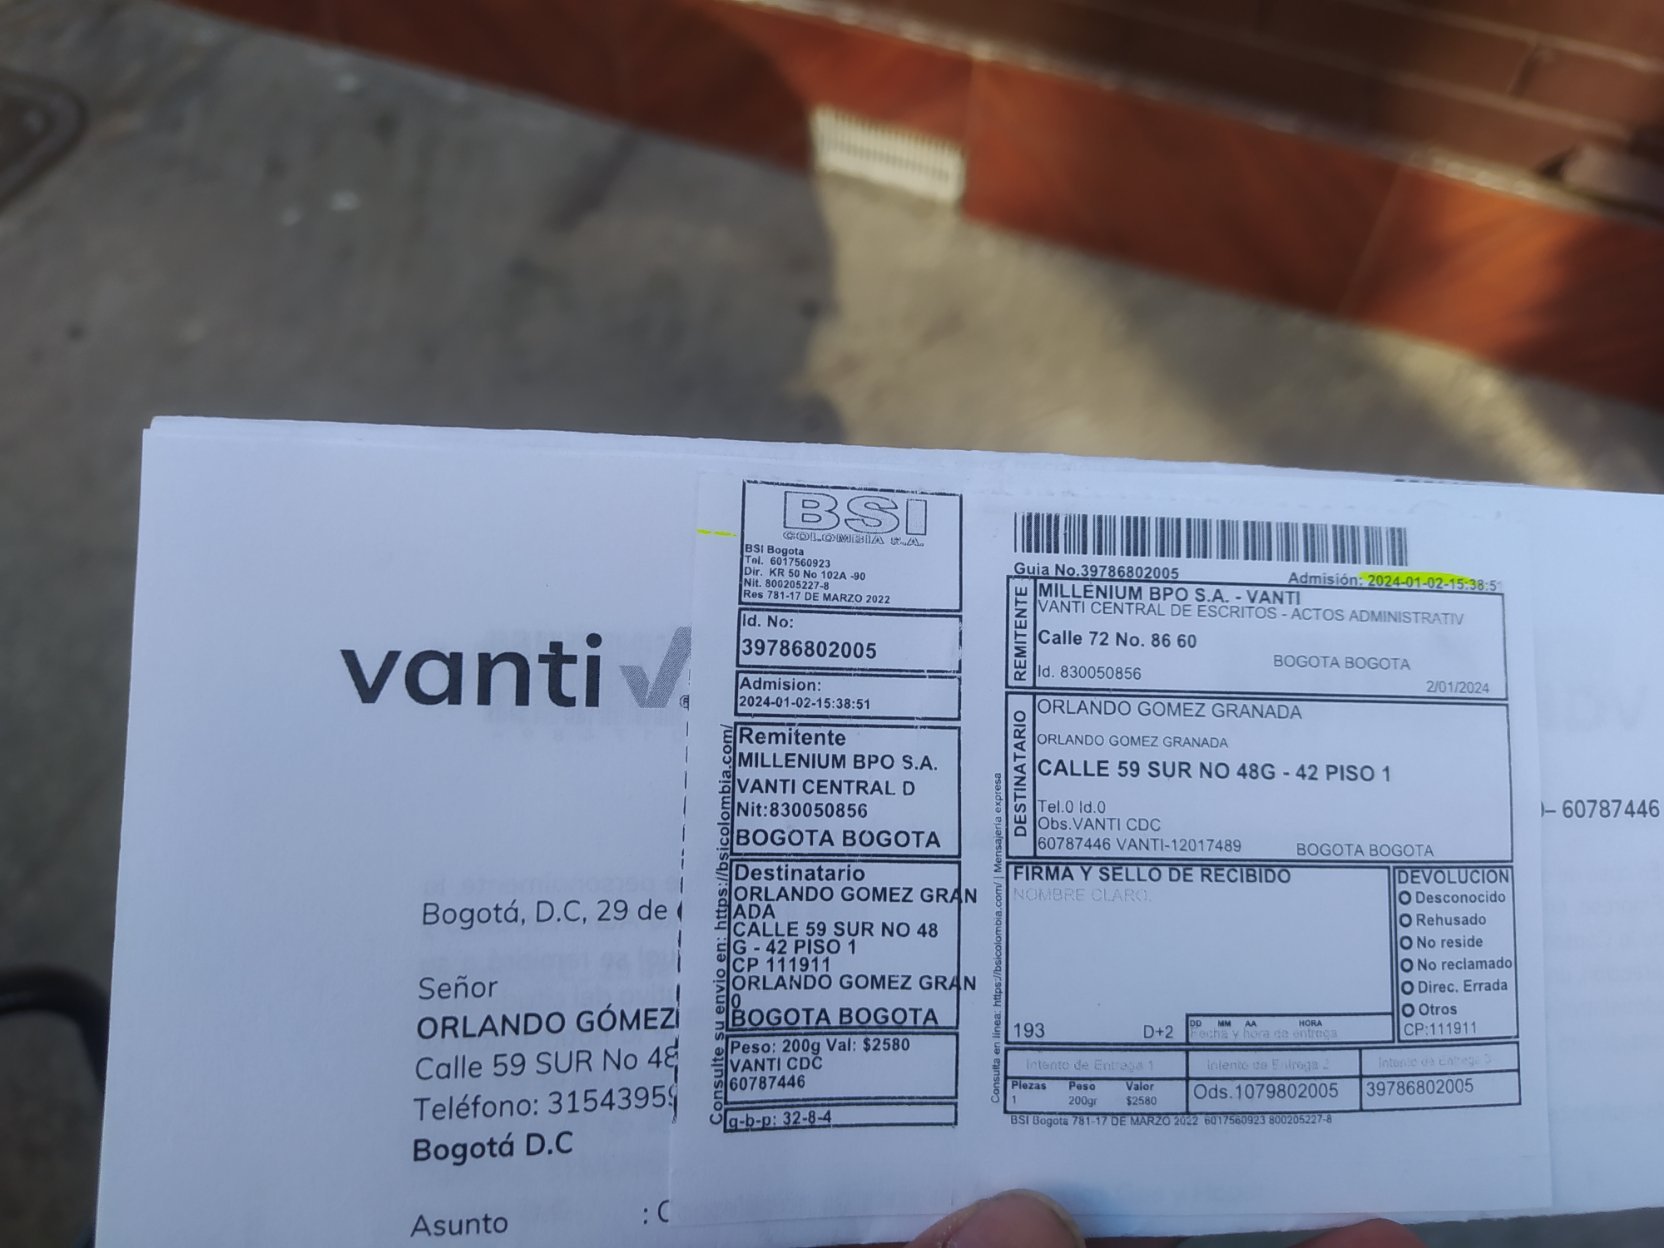 vanti
Bogotá, D.C, 29 de
Señor
ORLANDO GÓMEZ
Calle 59 SUR No 48
Teléfono: 3154395
Bogotá D.C
Asunto : C
BSI
COLOMBIA S.A.
BSI Bogota
Tel. 6017560923
Dir. KR 50 No 102A -90
Nit. 800205227-8
Res 781-17 DE MARZO 2022
Id. No:
39786802005
Admision:
2024-01-02-15:38:51
Remitente
MILLENIUM BPO S.A.
VANTI CENTRAL D
Nit:830050856
BOGOTA BOGOTA
Destinatario
ORLANDO GOMEZ GRAN
ADA
CALLE 59 SUR NO 48
G - 42 PISO 1
CP 111911
ORLANDO GOMEZ GRAN
0
BOGOTA BOGOTA
Peso: 200g Val: $2580
VANTI CDC
60787446
g-b-p: 32-8-4
Consulte su envio en: https://bsicolombia.com/
Guia No.39786802005 Admisión: 2024-01-02-15:38:51
REMITENTE
MILLENIUM BPO S.A. - VANTI
VANTI CENTRAL DE ESCRITOS - ACTOS ADMINISTRATIV
Calle 72 No. 86 60
BOGOTA BOGOTA
Id. 830050856
2/01/2024
DESTINATARIO
ORLANDO GOMEZ GRANADA
ORLANDO GOMEZ GRANADA
CALLE 59 SUR NO 48G - 42 PISO 1
Tel.0 Id.0
Obs.VANTI CDC
60787446 VANTI-12017489 BOGOTA BOGOTA
FIRMA Y SELLO DE RECIBIDO
NOMBRE CLARO,
193 D+2
DD MM AA HORA
Fecha y hora de entrega
DEVOLUCION
Desconocido
Rehusado
No reside
No reclamado
Direc. Errada
Otros
CP:111911
Intento de Entrega 1 Intento de Entrega 2 Intento de Entrega 3
Piezas Peso Valor
1 200gr $2580
Ods.1079802005
39786802005
BSI Bogota 781-17 DE MARZO 2022 6017560923 800205227-8
Consulta en línea: https://bsicolombia.com/ | Mensajeria expresa
– 60787446